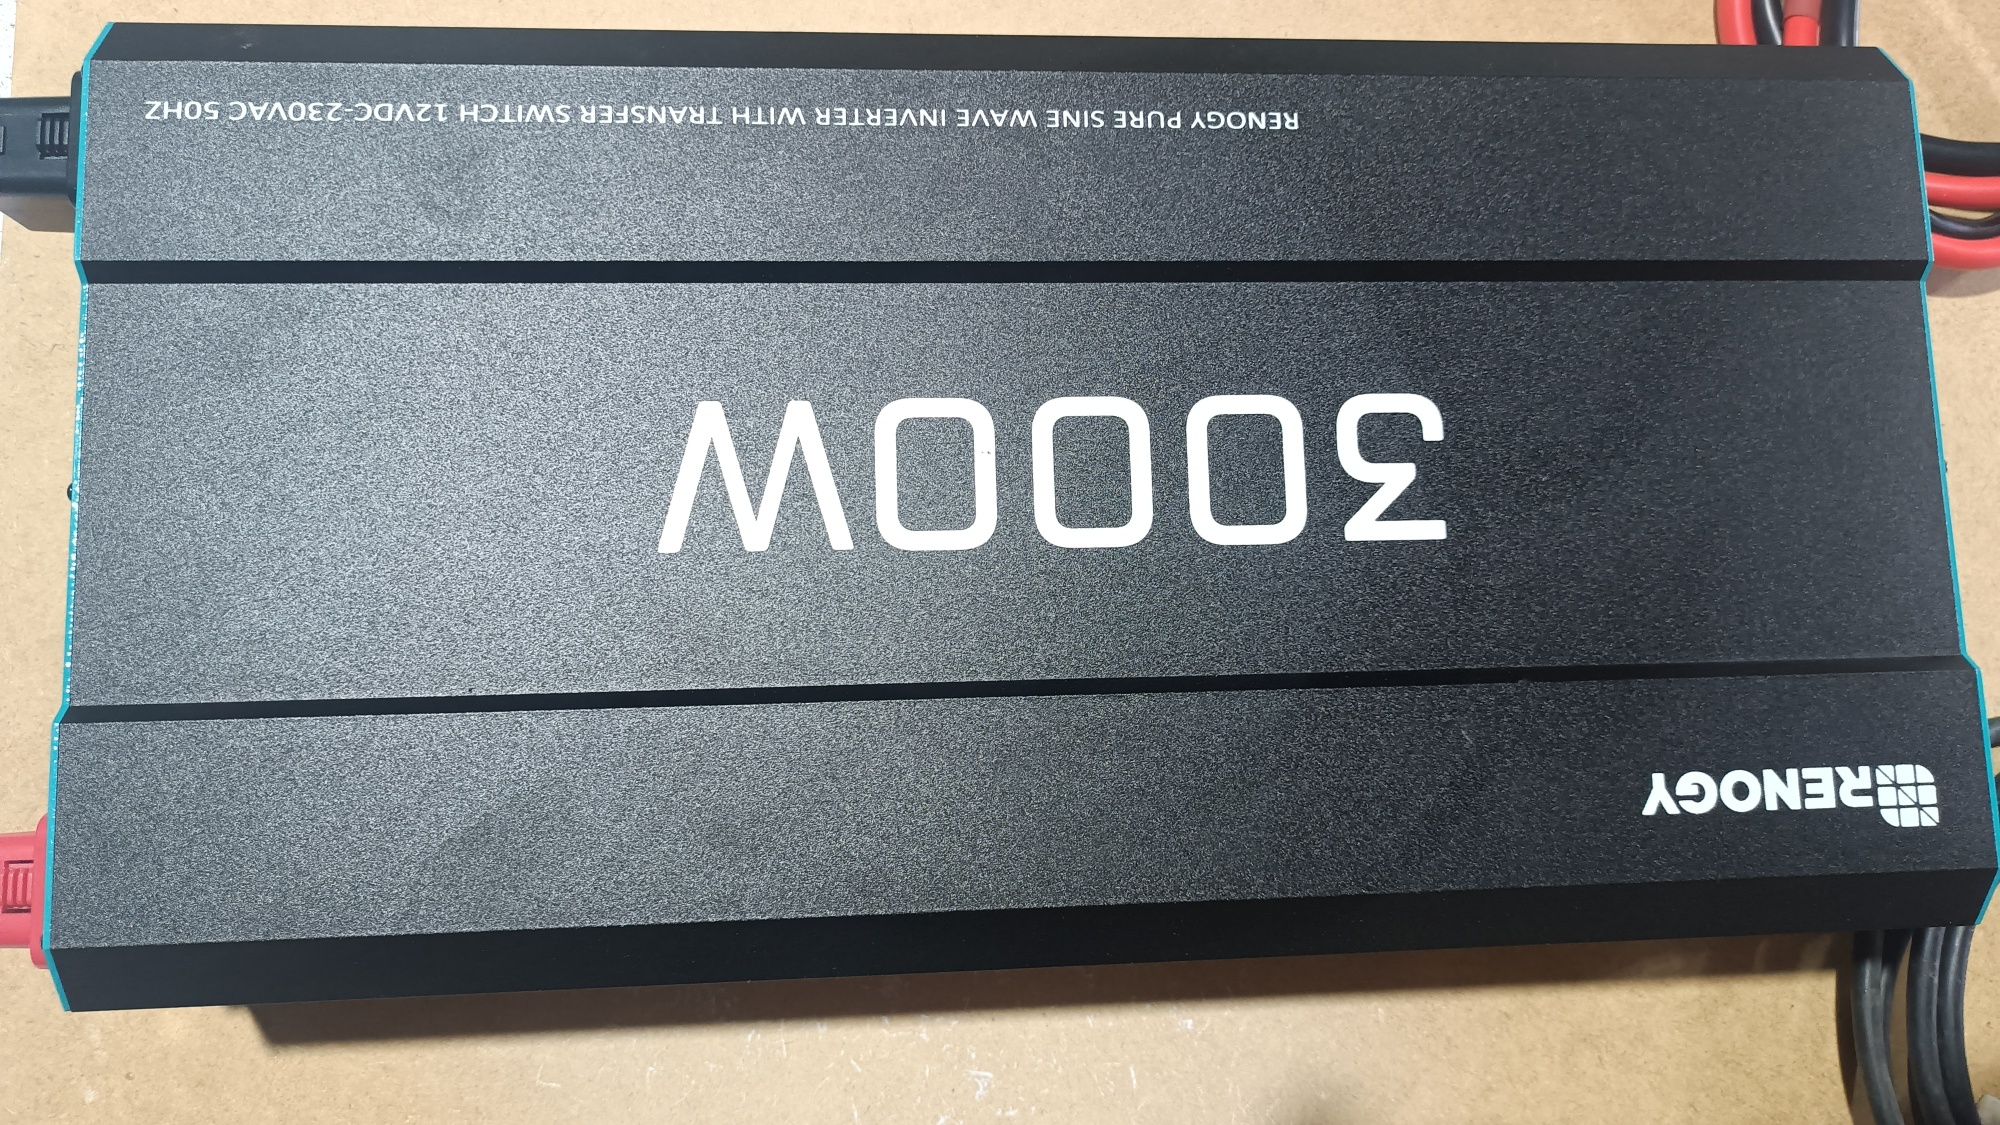 RENOGY
3000W
RENOGY PURE SINE WAVE INVERTER WITH TRANSFER SWITCH 12VDC-230VAC 50HZ